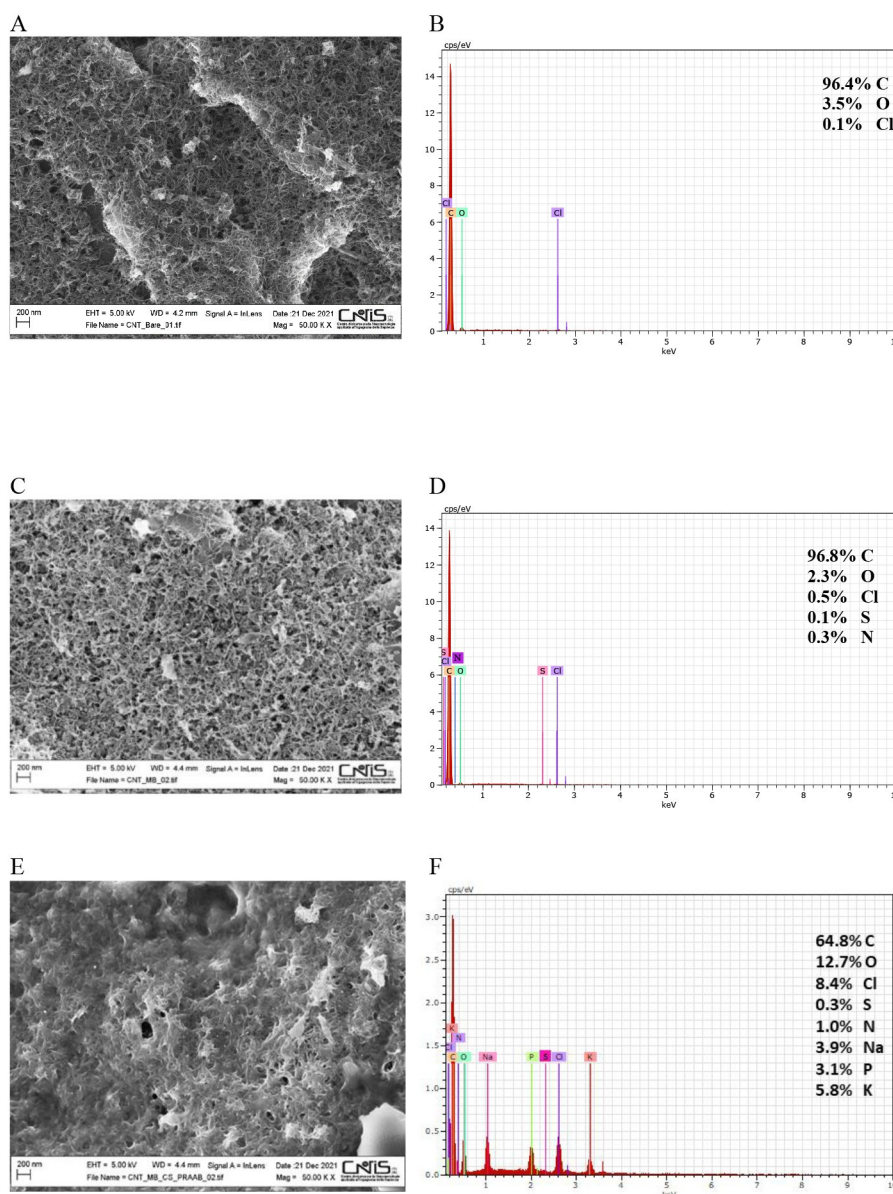 A
B
cps/eV
14
12
10
8
6
4
2
0
96.4% C
3.5% O
0.1% Cl
Cl
C O
Cl
1 2 3 4 5 6 7 8 9 1
keV
200 nm
EHT = 5.00 kV WD = 4.2 mm Signal A = InLens Date :21 Dec 2021
File Name = CNT_Bare_01.tif Mag = 50.00 K X
CNIS
C
D
cps/eV
14
12
10
8
6
4
2
0
96.8% C
2.3% O
0.5% Cl
0.1% S
0.3% N
S
Cl
N
C O
S Cl
1 2 3 4 5 6 7 8 9 1
keV
200 nm
EHT = 5.00 kV WD = 4.4 mm Signal A = InLens Date :21 Dec 2021
File Name = CNT_MB_02.tif Mag = 50.00 K X
CNIS
E
F
cps/eV
3.0
2.5
2.0
1.5
1.0
0.5
0.0
64.8% C
12.7% O
8.4% Cl
0.3% S
1.0% N
3.9% Na
3.1% P
5.8% K
K
N
Cl
C O Na P S Cl K
1 2 3 4 5 6 7 8 9 1
keV
200 nm
EHT = 5.00 kV WD = 4.4 mm Signal A = InLens Date :21 Dec 2021
File Name = CNT_MB_CS_PRAAB_02.tif Mag = 50.00 K X
CNIS